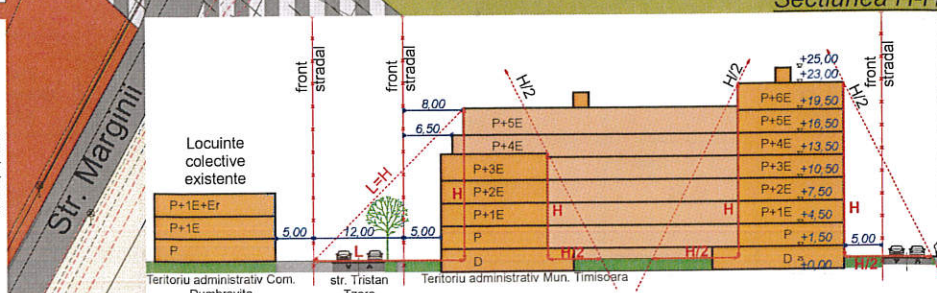 Str. Marginii
front
stradal
front
stradal
Locuinte
colective
existente
P+1E+Er
P+1E
P
5,00
12,00
5,00
L
L=H
8,00
6,50
P+5E
P+4E
P+3E
P+2E
P+1E
P
D
H
H/2
H
H/2
H/2
H
H/2
+25,00
+23,00
P+6E +19,50
P+5E +16,50
P+4E +13,50
P+3E +10,50
P+2E +7,50
P+1E +4,50
P +1,50
D ±0,00
H
H/2
5,00
H/2
front
stradal
Teritoriu administrativ Com.
str. Tristan
Teritoriu administrativ Mun. Timisoara